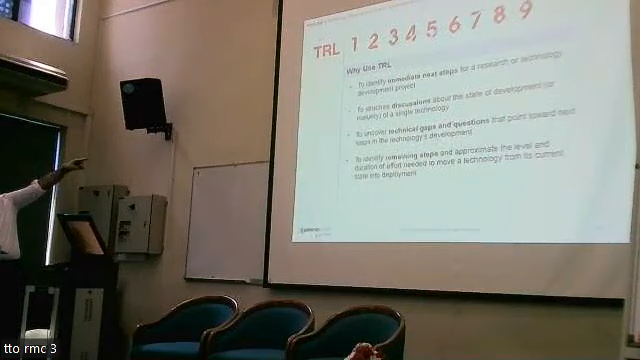 TRL 1 2 3 4 5 6 7 8 9
Why Use TRL
- To identify immediate next steps for a research or technology
development project
- To structure discussions about the state of development (or
maturity) of a single technology
- To uncover technical gaps and questions that point toward next
steps in the technology's development
- To identify remaining steps and approximate the level and
duration of effort needed to move a technology from its current
state into deployment
tto rmc 3